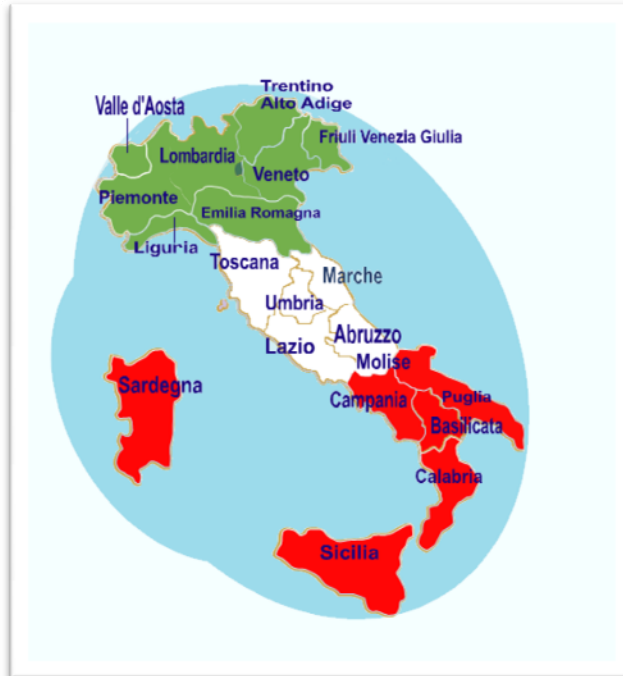 Trentino
Alto Adige
Valle d'Aosta
Friuli Venezia Giulia
Lombardia
Veneto
Piemonte
Emilia Romagna
Liguria
Toscana
Marche
Umbria
Abruzzo
Lazio
Molise
Sardegna
Campania
Puglia
Basilicata
Calabria
Sicilia